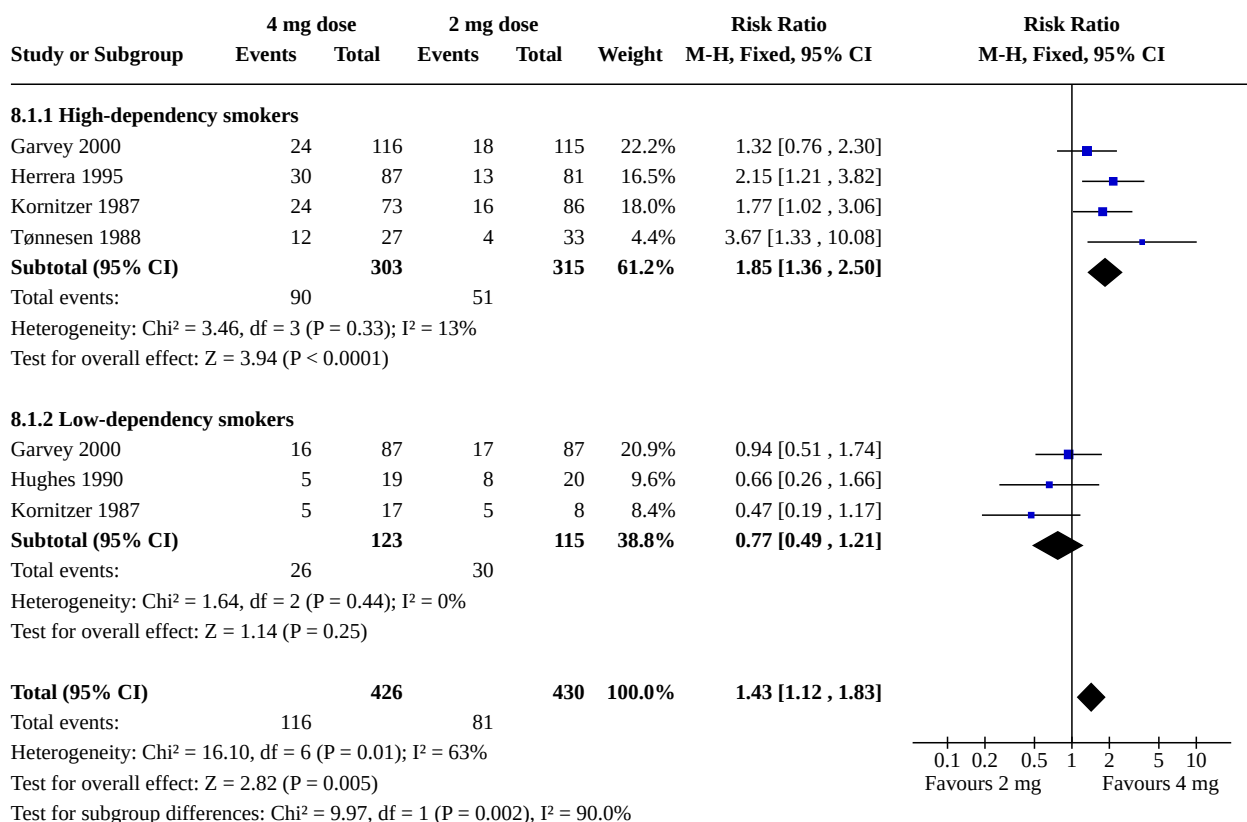 4 mg dose 2 mg dose Risk Ratio Risk Ratio
Study or Subgroup Events Total Events Total Weight M-H, Fixed, 95% CI M-H, Fixed, 95% CI
8.1.1 High-dependency smokers
Garvey 2000 24 116 18 115 22.2% 1.32 [0.76 , 2.30]
Herrera 1995 30 87 13 81 16.5% 2.15 [1.21 , 3.82]
Kornitzer 1987 24 73 16 86 18.0% 1.77 [1.02 , 3.06]
Tønnesen 1988 12 27 4 33 4.4% 3.67 [1.33 , 10.08]
Subtotal (95% CI) 303 315 61.2% 1.85 [1.36 , 2.50]
Total events: 90 51
Heterogeneity: Chi² = 3.46, df = 3 (P = 0.33); I² = 13%
Test for overall effect: Z = 3.94 (P < 0.0001)
8.1.2 Low-dependency smokers
Garvey 2000 16 87 17 87 20.9% 0.94 [0.51 , 1.74]
Hughes 1990 5 19 8 20 9.6% 0.66 [0.26 , 1.66]
Kornitzer 1987 5 17 5 8 8.4% 0.47 [0.19 , 1.17]
Subtotal (95% CI) 123 115 38.8% 0.77 [0.49 , 1.21]
Total events: 26 30
Heterogeneity: Chi² = 1.64, df = 2 (P = 0.44); I² = 0%
Test for overall effect: Z = 1.14 (P = 0.25)
Total (95% CI) 426 430 100.0% 1.43 [1.12 , 1.83]
Total events: 116 81
Heterogeneity: Chi² = 16.10, df = 6 (P = 0.01); I² = 63%
0.1 0.2 0.5 1 2 5 10
Test for overall effect: Z = 2.82 (P = 0.005)
Favours 2 mg Favours 4 mg
Test for subgroup differences: Chi² = 9.97, df = 1 (P = 0.002), I² = 90.0%